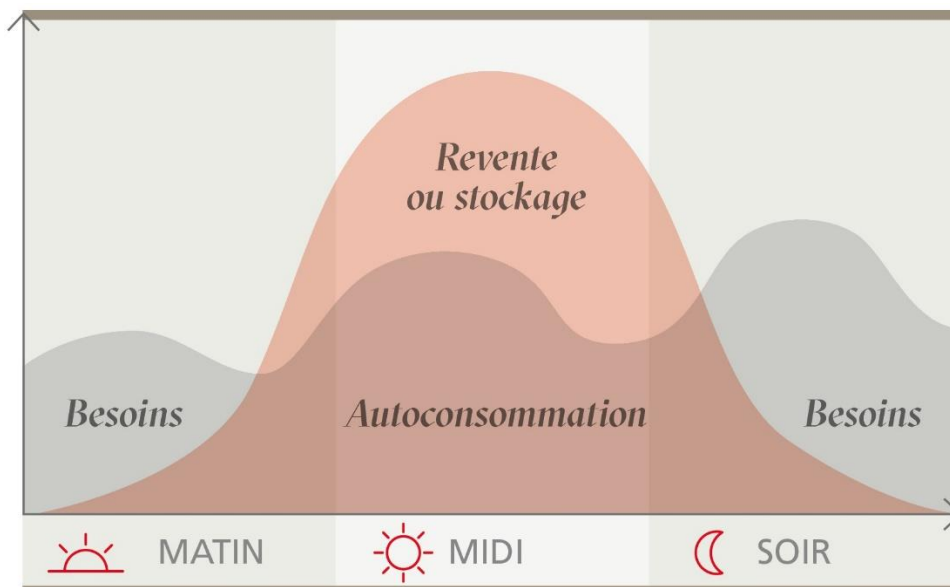 Revente
ou stockage
Besoins
Autoconsommation
Besoins
MATIN
MIDI
SOIR